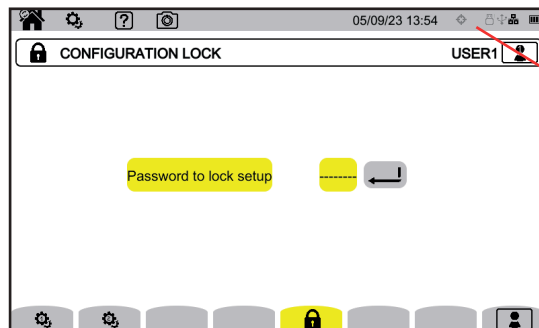 05/09/23 13:54
CONFIGURATION LOCK
USER1
Password to lock setup
--------